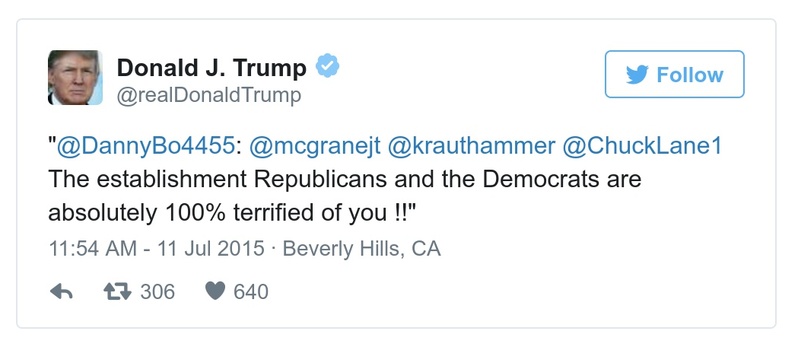 Donald J. Trump
@realDonaldTrump
Follow
"@DannyBo4455: @mcgranejt @krauthammer @ChuckLane1
The establishment Republicans and the Democrats are
absolutely 100% terrified of you !!"
11:54 AM - 11 Jul 2015 · Beverly Hills, CA
306 640